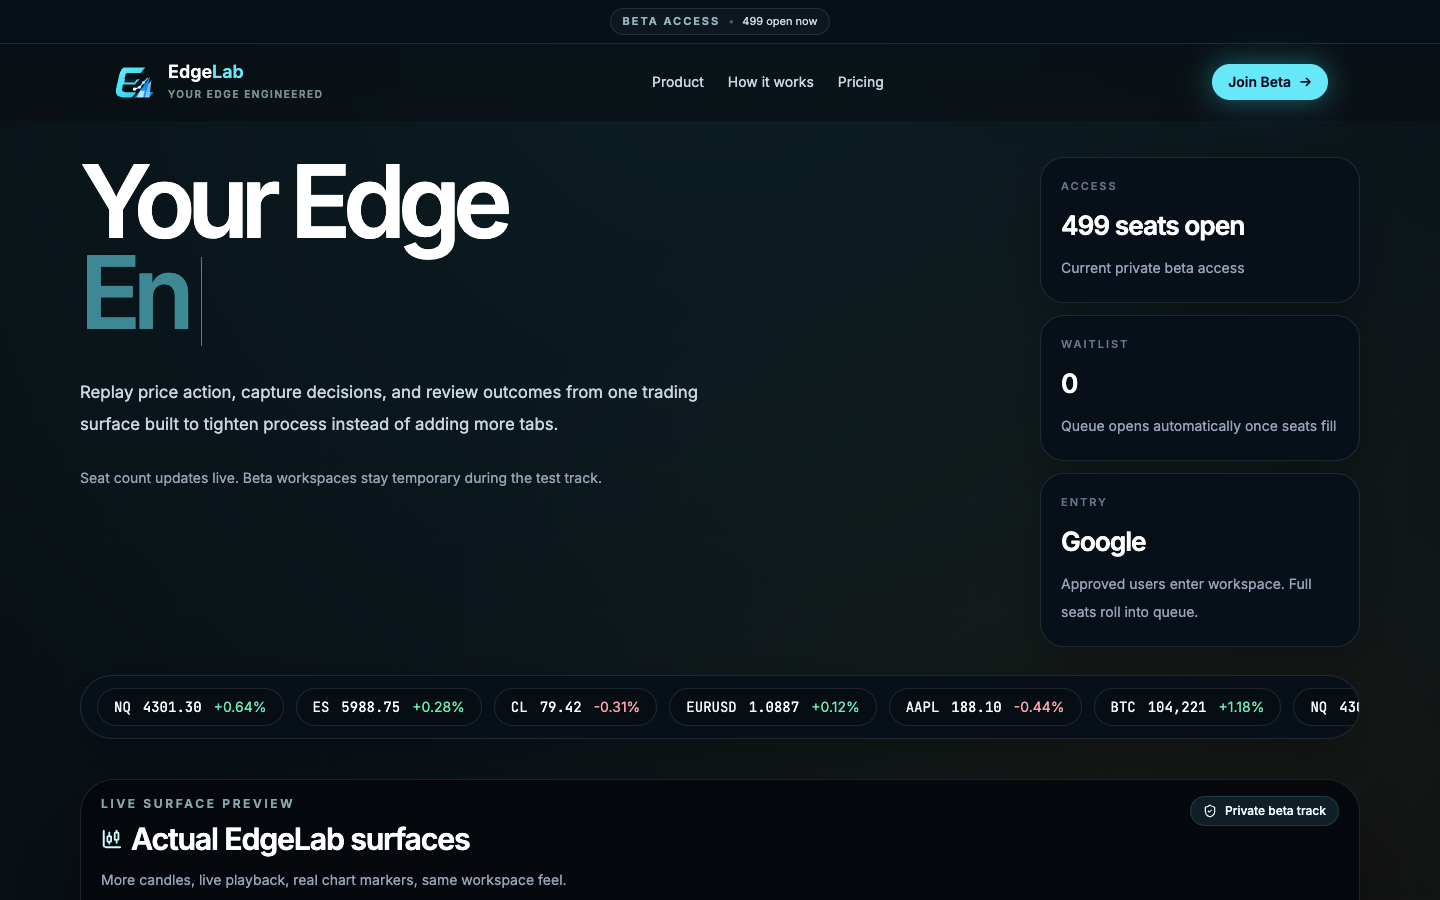 BETA ACCESS • 499 open now
EdgeLab
YOUR EDGE ENGINEERED
Product
How it works
Pricing
Join Beta →
Your Edge
En
Replay price action, capture decisions, and review outcomes from one trading
surface built to tighten process instead of adding more tabs.
Seat count updates live. Beta workspaces stay temporary during the test track.
ACCESS
499 seats open
Current private beta access
WAITLIST
0
Queue opens automatically once seats fill
ENTRY
Google
Approved users enter workspace. Full
seats roll into queue.
NQ 4301.30 +0.64%
ES 5988.75 +0.28%
CL 79.42 -0.31%
EURUSD 1.0887 +0.12%
AAPL 188.10 -0.44%
BTC 104,221 +1.18%
NQ
LIVE SURFACE PREVIEW
Actual EdgeLab surfaces
More candles, live playback, real chart markers, same workspace feel.
Private beta track